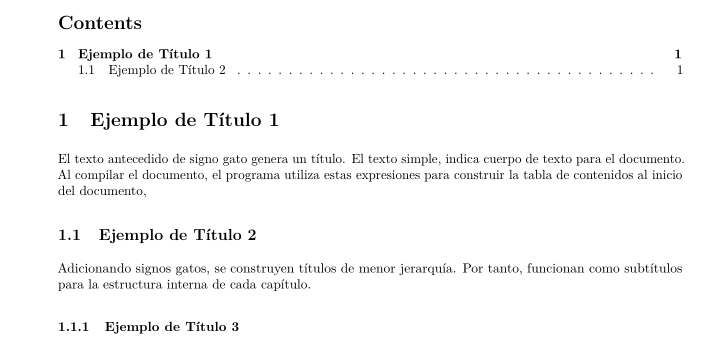 Contents
1 Ejemplo de Título 1 1
1.1 Ejemplo de Título 2 . . . . . . . . . . . . . . . . . . . . . . . . . . . . . . . . . . . . . . . . 1
1 Ejemplo de Título 1
El texto antecedido de signo gato genera un título. El texto simple, indica cuerpo de texto para el documento.
Al compilar el documento, el programa utiliza estas expresiones para construir la tabla de contenidos al inicio
del documento,
1.1 Ejemplo de Título 2
Adicionando signos gatos, se construyen títulos de menor jerarquía. Por tanto, funcionan como subtítulos
para la estructura interna de cada capítulo.
1.1.1 Ejemplo de Título 3